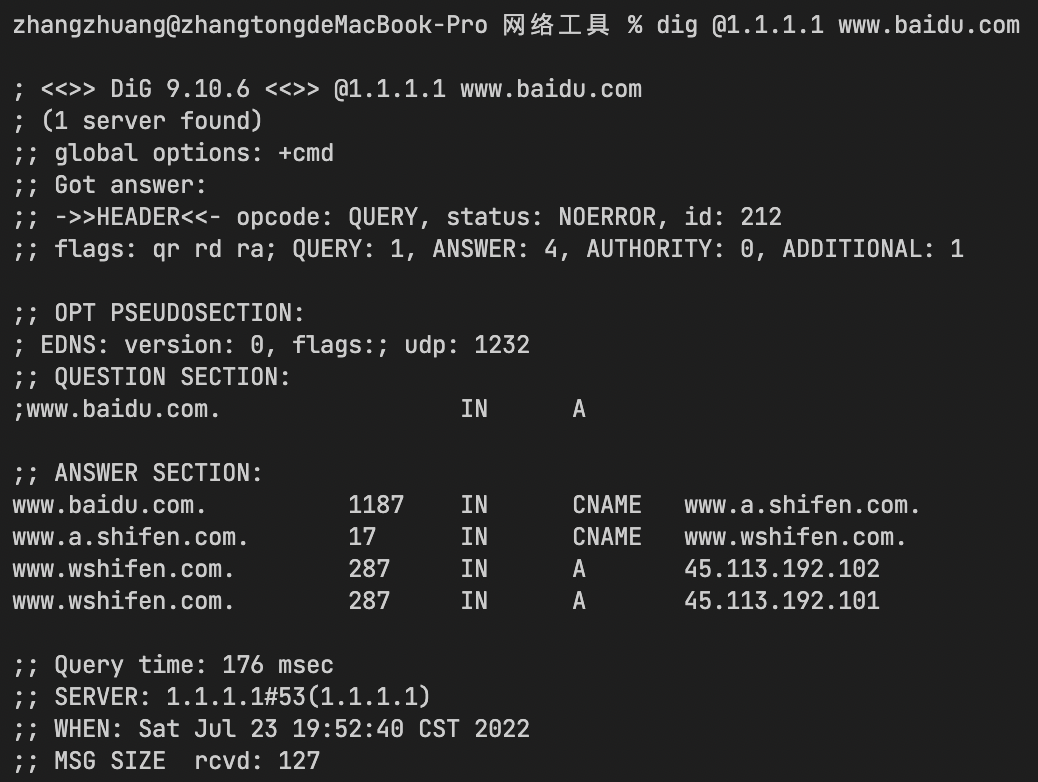 zhangzhuang@zhangtongdeMacBook-Pro 网络工具 % dig @1.1.1.1 www.baidu.com
; <<>> DiG 9.10.6 <<>> @1.1.1.1 www.baidu.com
; (1 server found)
;; global options: +cmd
;; Got answer:
;; ->>HEADER<<- opcode: QUERY, status: NOERROR, id: 212
;; flags: qr rd ra; QUERY: 1, ANSWER: 4, AUTHORITY: 0, ADDITIONAL: 1
;; OPT PSEUDOSECTION:
; EDNS: version: 0, flags:; udp: 1232
;; QUESTION SECTION:
;www.baidu.com. IN A
;; ANSWER SECTION:
www.baidu.com. 1187 IN CNAME www.a.shifen.com.
www.a.shifen.com. 17 IN CNAME www.wshifen.com.
www.wshifen.com. 287 IN A 45.113.192.102
www.wshifen.com. 287 IN A 45.113.192.101
;; Query time: 176 msec
;; SERVER: 1.1.1.1#53(1.1.1.1)
;; WHEN: Sat Jul 23 19:52:40 CST 2022
;; MSG SIZE rcvd: 127